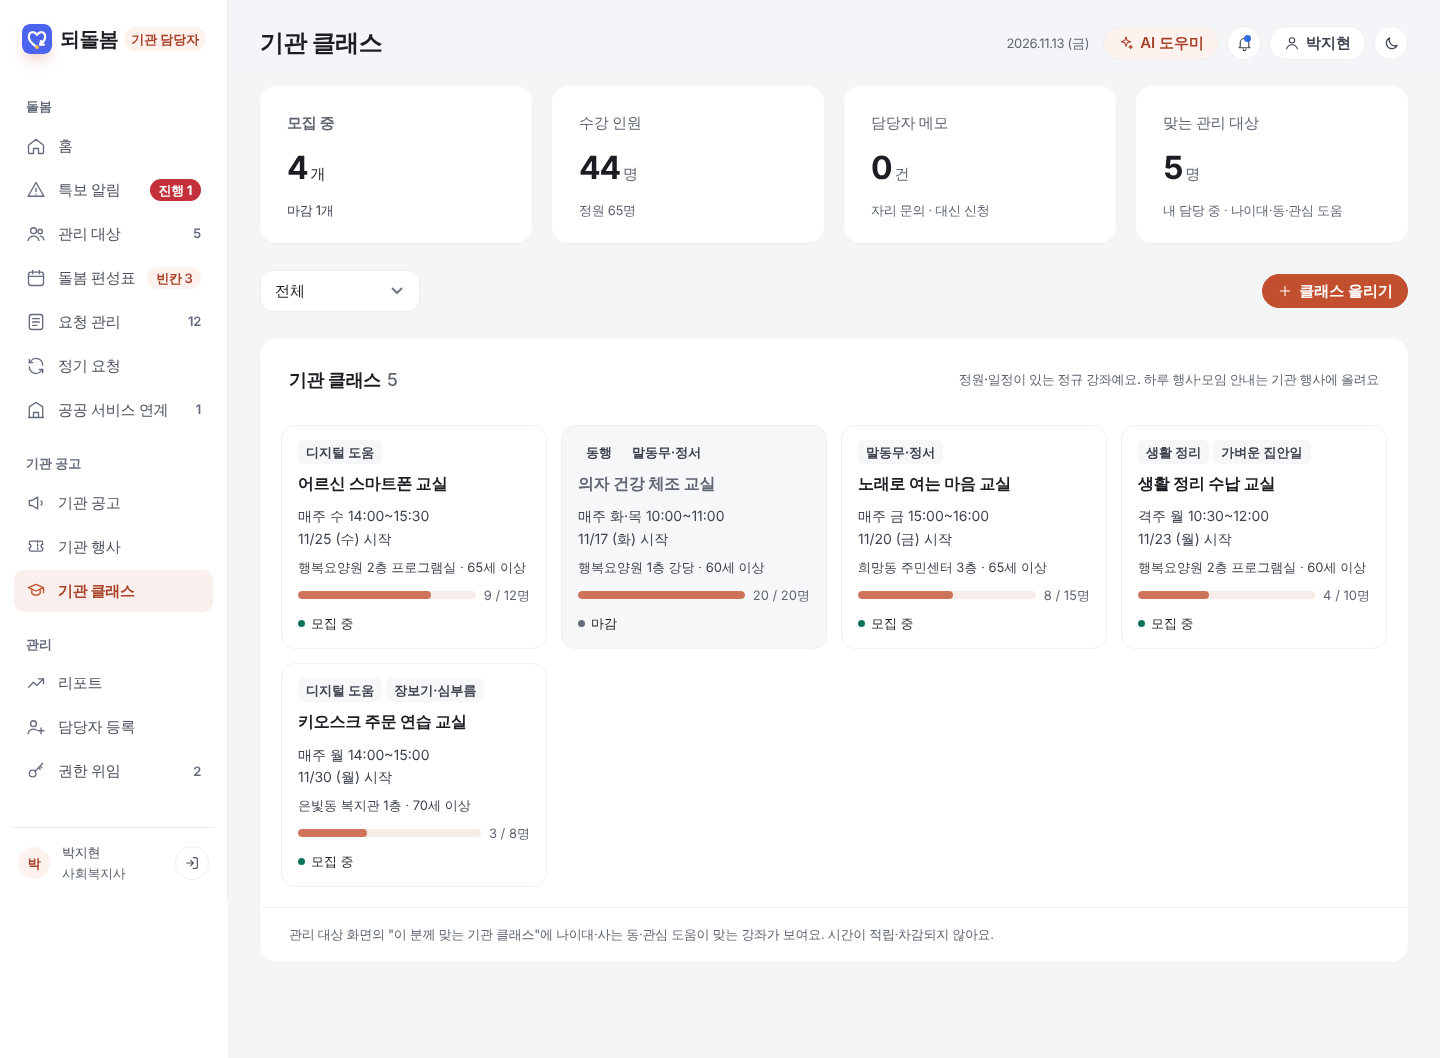 되돌봄 기관 담당자
돌봄
홈
특보 알림 진행 1
관리 대상 5
돌봄 편성표 빈칸 3
요청 관리 12
정기 요청
공공 서비스 연계 1
기관 공고
기관 공고
기관 행사
기관 클래스
관리
리포트
담당자 등록
권한 위임 2
박 박지현
사회복지사
기관 클래스
2026.11.13 (금) AI 도우미 박지현
모집 중
4개
마감 1개
수강 인원
44명
정원 65명
담당자 메모
0건
자리 문의 · 대신 신청
맞는 관리 대상
5명
내 담당 중 · 나이대·동·관심 도움
전체
클래스 올리기
기관 클래스 5
정원·일정이 있는 정규 강좌예요. 하루 행사·모임 안내는 기관 행사에 올려요
디지털 도움
어르신 스마트폰 교실
매주 수 14:00~15:30
11/25 (수) 시작
행복요양원 2층 프로그램실 · 65세 이상
9 / 12명
모집 중
동행 말동무·정서
의자 건강 체조 교실
매주 화·목 10:00~11:00
11/17 (화) 시작
행복요양원 1층 강당 · 60세 이상
20 / 20명
마감
말동무·정서
노래로 여는 마음 교실
매주 금 15:00~16:00
11/20 (금) 시작
희망동 주민센터 3층 · 65세 이상
8 / 15명
모집 중
생활 정리 가벼운 집안일
생활 정리 수납 교실
격주 월 10:30~12:00
11/23 (월) 시작
행복요양원 2층 프로그램실 · 60세 이상
4 / 10명
모집 중
디지털 도움 장보기·심부름
키오스크 주문 연습 교실
매주 월 14:00~15:00
11/30 (월) 시작
은빛동 복지관 1층 · 70세 이상
3 / 8명
모집 중
관리 대상 화면의 "이 분께 맞는 기관 클래스"에 나이대·사는 동·관심 도움이 맞는 강좌가 보여요. 시간이 적립·차감되지 않아요.